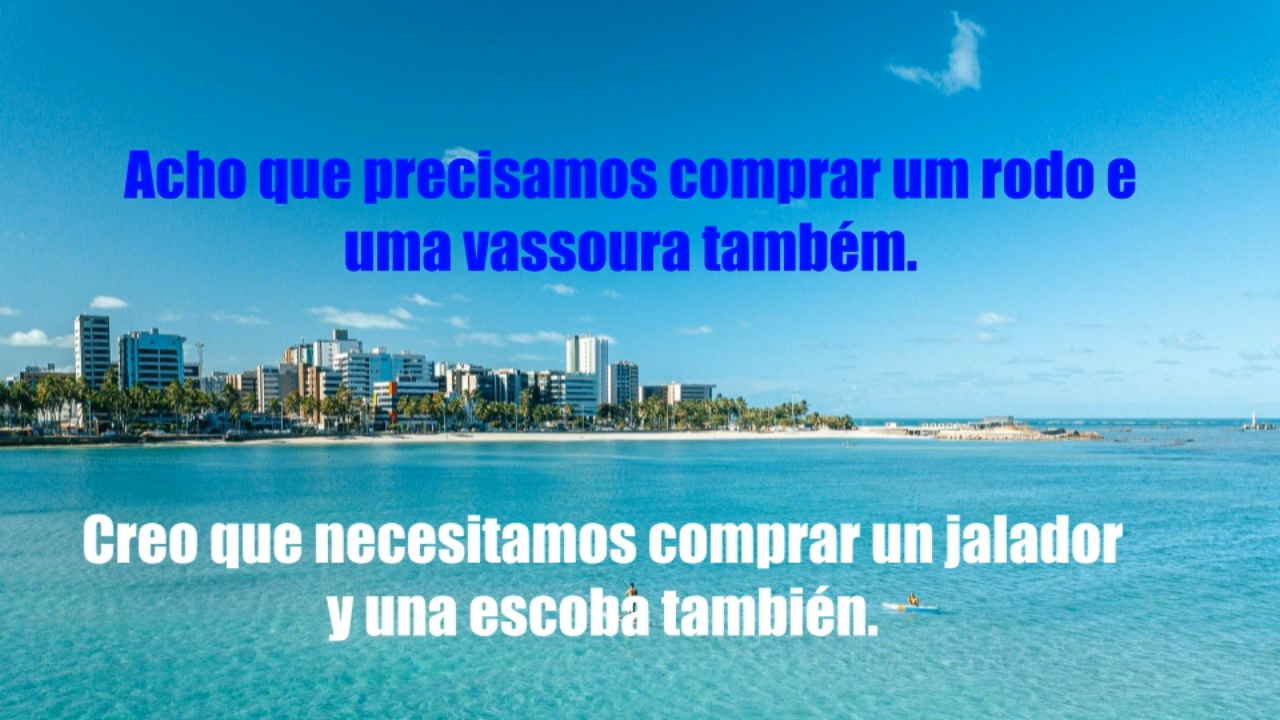 Acho que precisamos comprar um rodo e
uma vassoura também.
Creo que necesitamos comprar un jalador
y una escoba también.